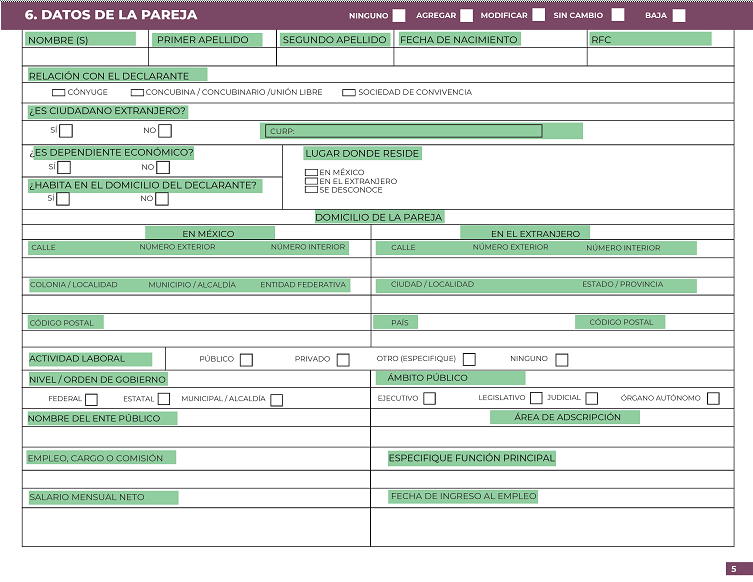 6. DATOS DE LA PAREJA NINGUNO AGREGAR MODIFICAR SIN CAMBIO BAJA
NOMBRE (S) PRIMER APELLIDO SEGUNDO APELLIDO FECHA DE NACIMIENTO RFC
RELACIÓN CON EL DECLARANTE
CÓNYUGE CONCUBINA / CONCUBINARIO /UNIÓN LIBRE SOCIEDAD DE CONVIVENCIA
¿ES CIUDADANO EXTRANJERO?
SÍ NO CURP:
¿ES DEPENDIENTE ECONÓMICO? LUGAR DONDE RESIDE
SÍ NO
EN MÉXICO
EN EL EXTRANJERO
SE DESCONOCE
¿HABITA EN EL DOMICILIO DEL DECLARANTE?
SÍ NO
DOMICILIO DE LA PAREJA
EN MÉXICO EN EL EXTRANJERO
CALLE NÚMERO EXTERIOR NÚMERO INTERIOR CALLE NÚMERO EXTERIOR NÚMERO INTERIOR
COLONIA / LOCALIDAD MUNICIPIO / ALCALDÍA ENTIDAD FEDERATIVA CIUDAD / LOCALIDAD ESTADO / PROVINCIA
CÓDIGO POSTAL PAÍS CÓDIGO POSTAL
ACTIVIDAD LABORAL PÚBLICO PRIVADO OTRO (ESPECIFIQUE) NINGUNO
NIVEL / ORDEN DE GOBIERNO ÁMBITO PÚBLICO
FEDERAL ESTATAL MUNICIPAL / ALCALDÍA EJECUTIVO LEGISLATIVO JUDICIAL ÓRGANO AUTÓNOMO
NOMBRE DEL ENTE PÚBLICO ÁREA DE ADSCRIPCIÓN
EMPLEO, CARGO O COMISIÓN ESPECIFIQUE FUNCIÓN PRINCIPAL
SALARIO MENSUAL NETO FECHA DE INGRESO AL EMPLEO
5